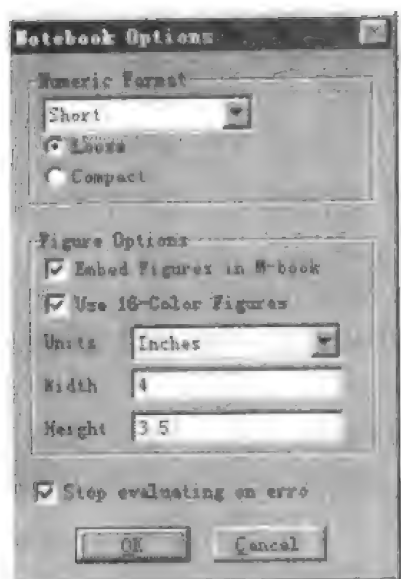 Notebook Options
Numeric Format
Short
Loose
Compact
Figure Options
Embed Figures in M-book
Use 16-Color Figures
Units Inches
Width 4
Height 3.5
Stop evaluating on erro
OK Cancel